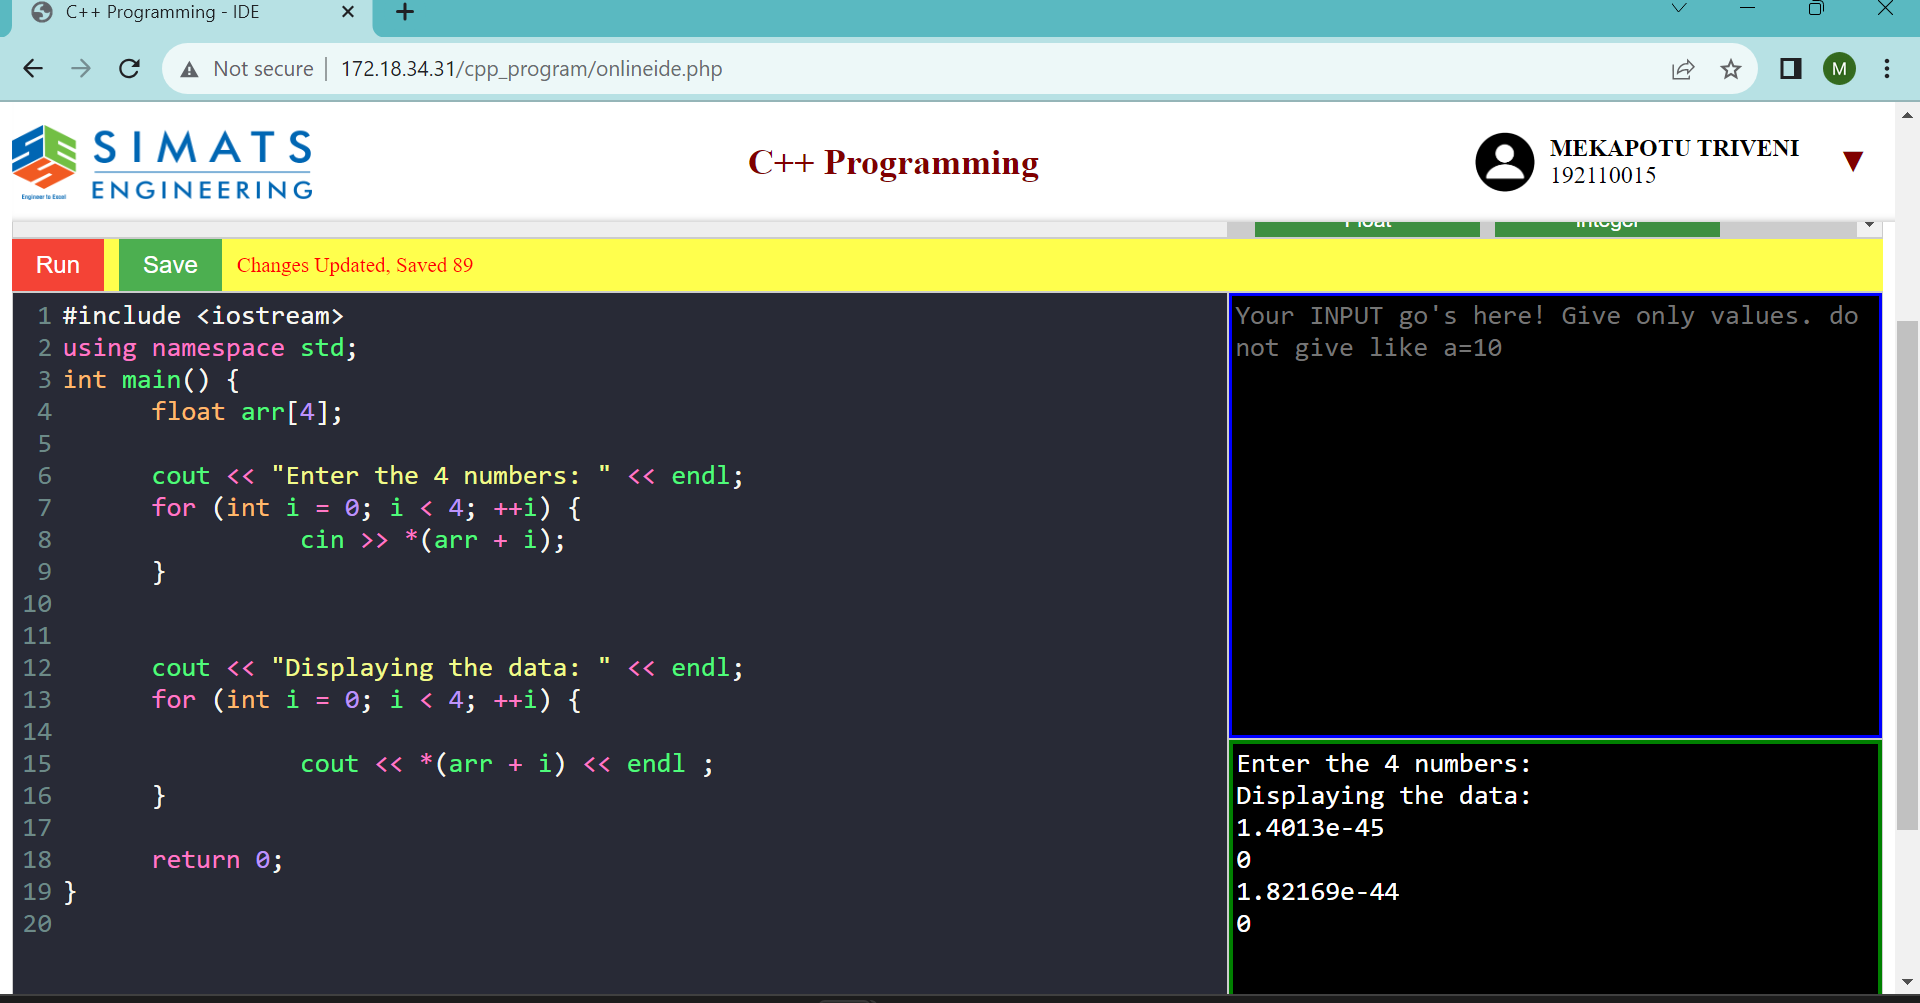 C++ Programming - IDE
Not secure | 172.18.34.31/cpp_program/onlineide.php
M
SIMATS
ENGINEERING
Engineer to Excel
C++ Programming
MEKAPOTU TRIVENI
192110015
Float Integer
Run Save Changes Updated, Saved 89
1 #include <iostream>
2 using namespace std;
3 int main() {
4 float arr[4];
5
6 cout << "Enter the 4 numbers: " << endl;
7 for (int i = 0; i < 4; ++i) {
8 cin >> *(arr + i);
9 }
10
11
12 cout << "Displaying the data: " << endl;
13 for (int i = 0; i < 4; ++i) {
14
15 cout << *(arr + i) << endl ;
16 }
17
18 return 0;
19 }
20
Your INPUT go's here! Give only values. do
not give like a=10
Enter the 4 numbers:
Displaying the data:
1.4013e-45
0
1.82169e-44
0